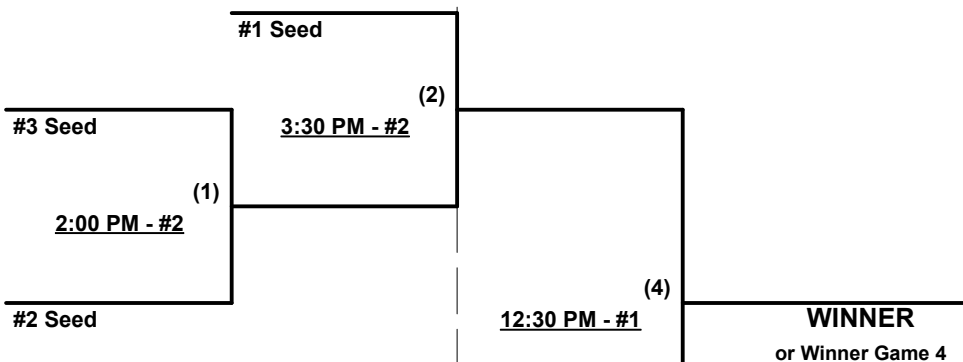 #1 Seed
(2)
#3 Seed
3:30 PM - #2
(1)
2:00 PM - #2
(4)
#2 Seed
12:30 PM - #1
WINNER
or Winner Game 4